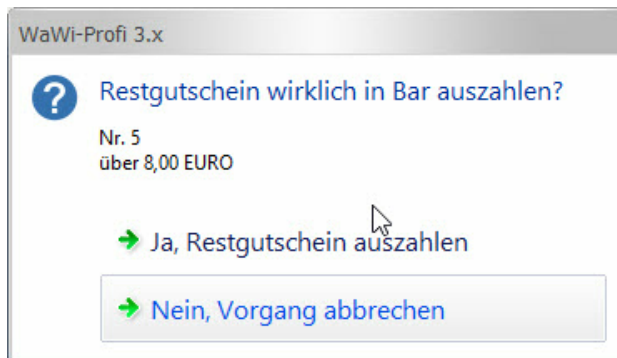 WaWi-Profi 3.x
Restgutschein wirklich in Bar auszahlen?
Nr. 5
über 8,00 EURO
Ja, Restgutschein auszahlen
Nein, Vorgang abbrechen